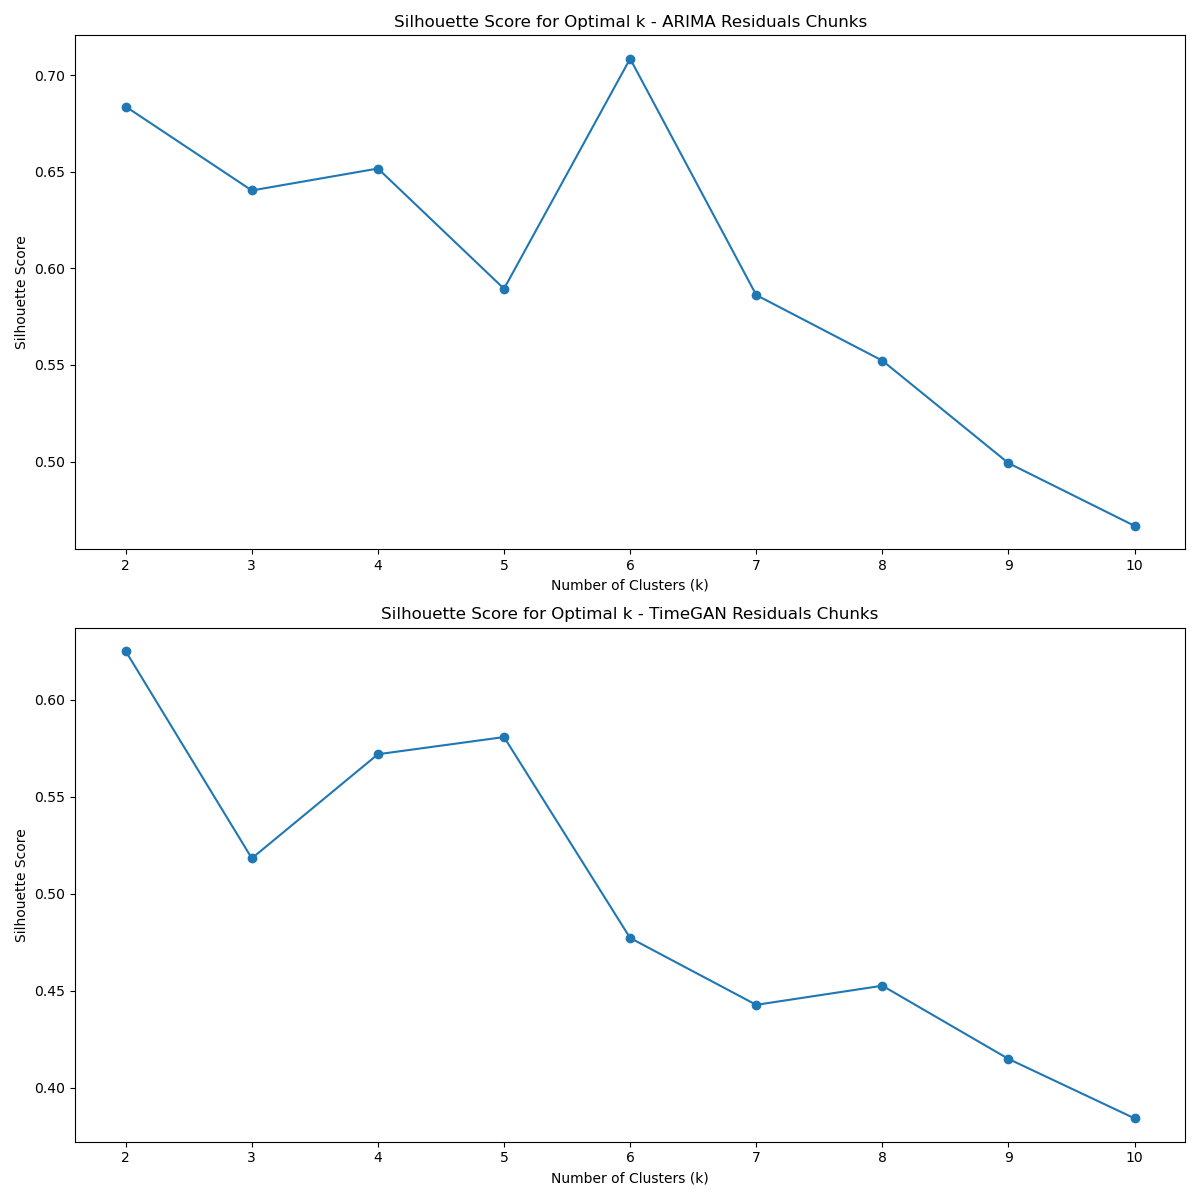 Silhouette Score for Optimal k - ARIMA Residuals Chunks
Silhouette Score
0.70
0.65
0.60
0.55
0.50
2 3 4 5 6 7 8 9 10
Number of Clusters (k)
Silhouette Score for Optimal k - TimeGAN Residuals Chunks
Silhouette Score
0.60
0.55
0.50
0.45
0.40
2 3 4 5 6 7 8 9 10
Number of Clusters (k)